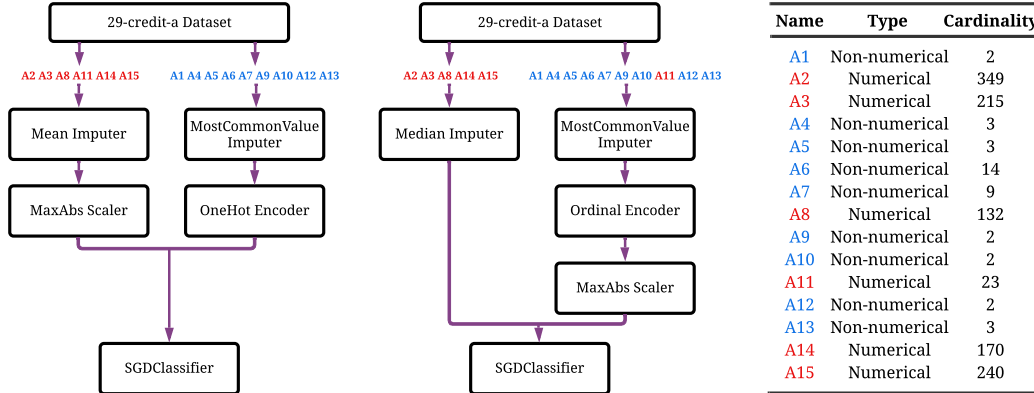 29-credit-a Dataset
A2 A3 A8 A11 A14 A15
A1 A4 A5 A6 A7 A9 A10 A12 A13
Mean Imputer
MostCommonValue
Imputer
MaxAbs Scaler
OneHot Encoder
SGDClassifier
29-credit-a Dataset
A2 A3 A8 A14 A15
A1 A4 A5 A6 A7 A9 A10 A11 A12 A13
Median Imputer
MostCommonValue
Imputer
Ordinal Encoder
MaxAbs Scaler
SGDClassifier
Name Type Cardinality
A1 Non-numerical 2
A2 Numerical 349
A3 Numerical 215
A4 Non-numerical 3
A5 Non-numerical 3
A6 Non-numerical 14
A7 Non-numerical 9
A8 Numerical 132
A9 Non-numerical 2
A10 Non-numerical 2
A11 Numerical 23
A12 Non-numerical 2
A13 Non-numerical 3
A14 Numerical 170
A15 Numerical 240